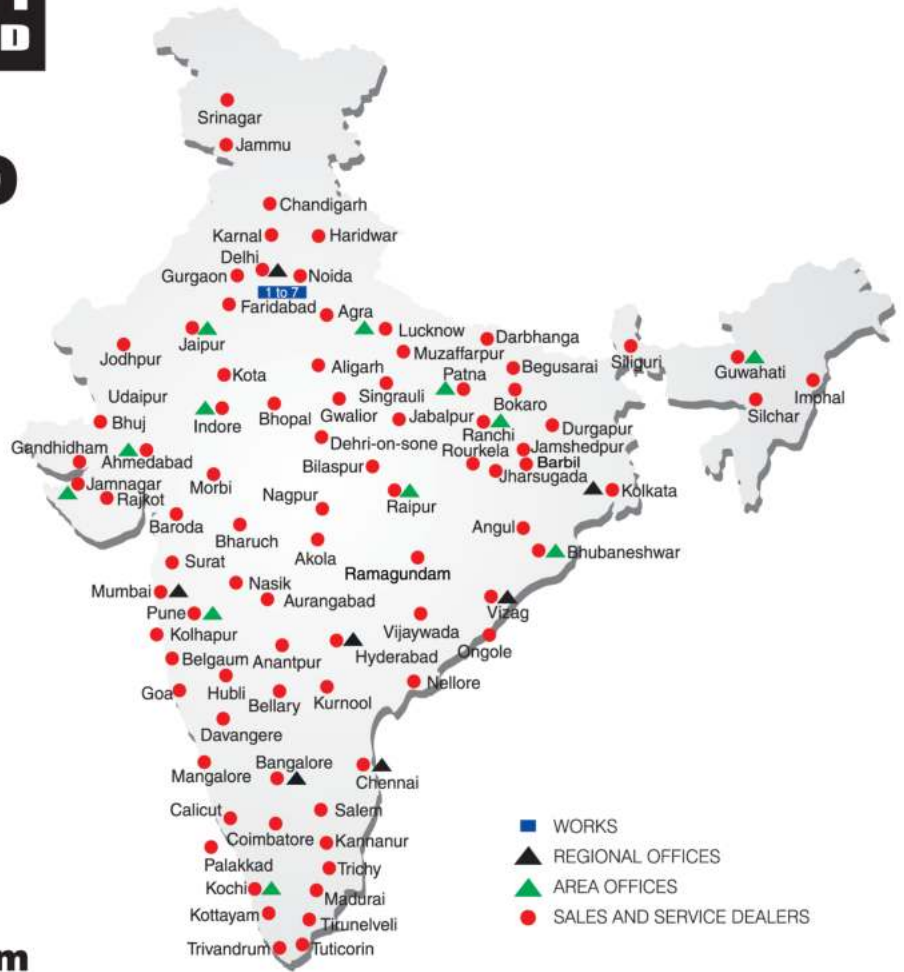 D
Srinagar
Jammu
Chandigarh
Karnal
Haridwar
Delhi
Gurgaon
Noida
1 to 7
Faridabad
Agra
Jaipur
Lucknow
Darbhanga
Jodhpur
Muzaffarpur
Siliguri
Guwahati
Kota
Aligarh
Patna
Begusarai
Udaipur
Singrauli
Bokaro
Imphal
Bhuj
Indore
Bhopal
Gwalior
Jabalpur
Ranchi
Durgapur
Silchar
Gandhidham
Ahmedabad
Dehri-on-sone
Rourkela
Jamshedpur
Barbil
Jamnagar
Rajkot
Morbi
Bilaspur
Jharsugada
Kolkata
Nagpur
Raipur
Baroda
Bharuch
Akola
Angul
Bhubaneshwar
Surat
Ramagundam
Mumbai
Nasik
Aurangabad
Vizag
Pune
Kolhapur
Vijaywada
Ongole
Belgaum
Anantpur
Hyderabad
Goa
Hubli
Bellary
Kurnool
Nellore
Davangere
Mangalore
Bangalore
Chennai
Calicut
Salem
Coimbatore
Kannanur
Palakkad
Trichy
Kochi
Madurai
Kottayam
Tirunelveli
Trivandrum
Tuticorin
WORKS
REGIONAL OFFICES
AREA OFFICES
SALES AND SERVICE DEALERS
m